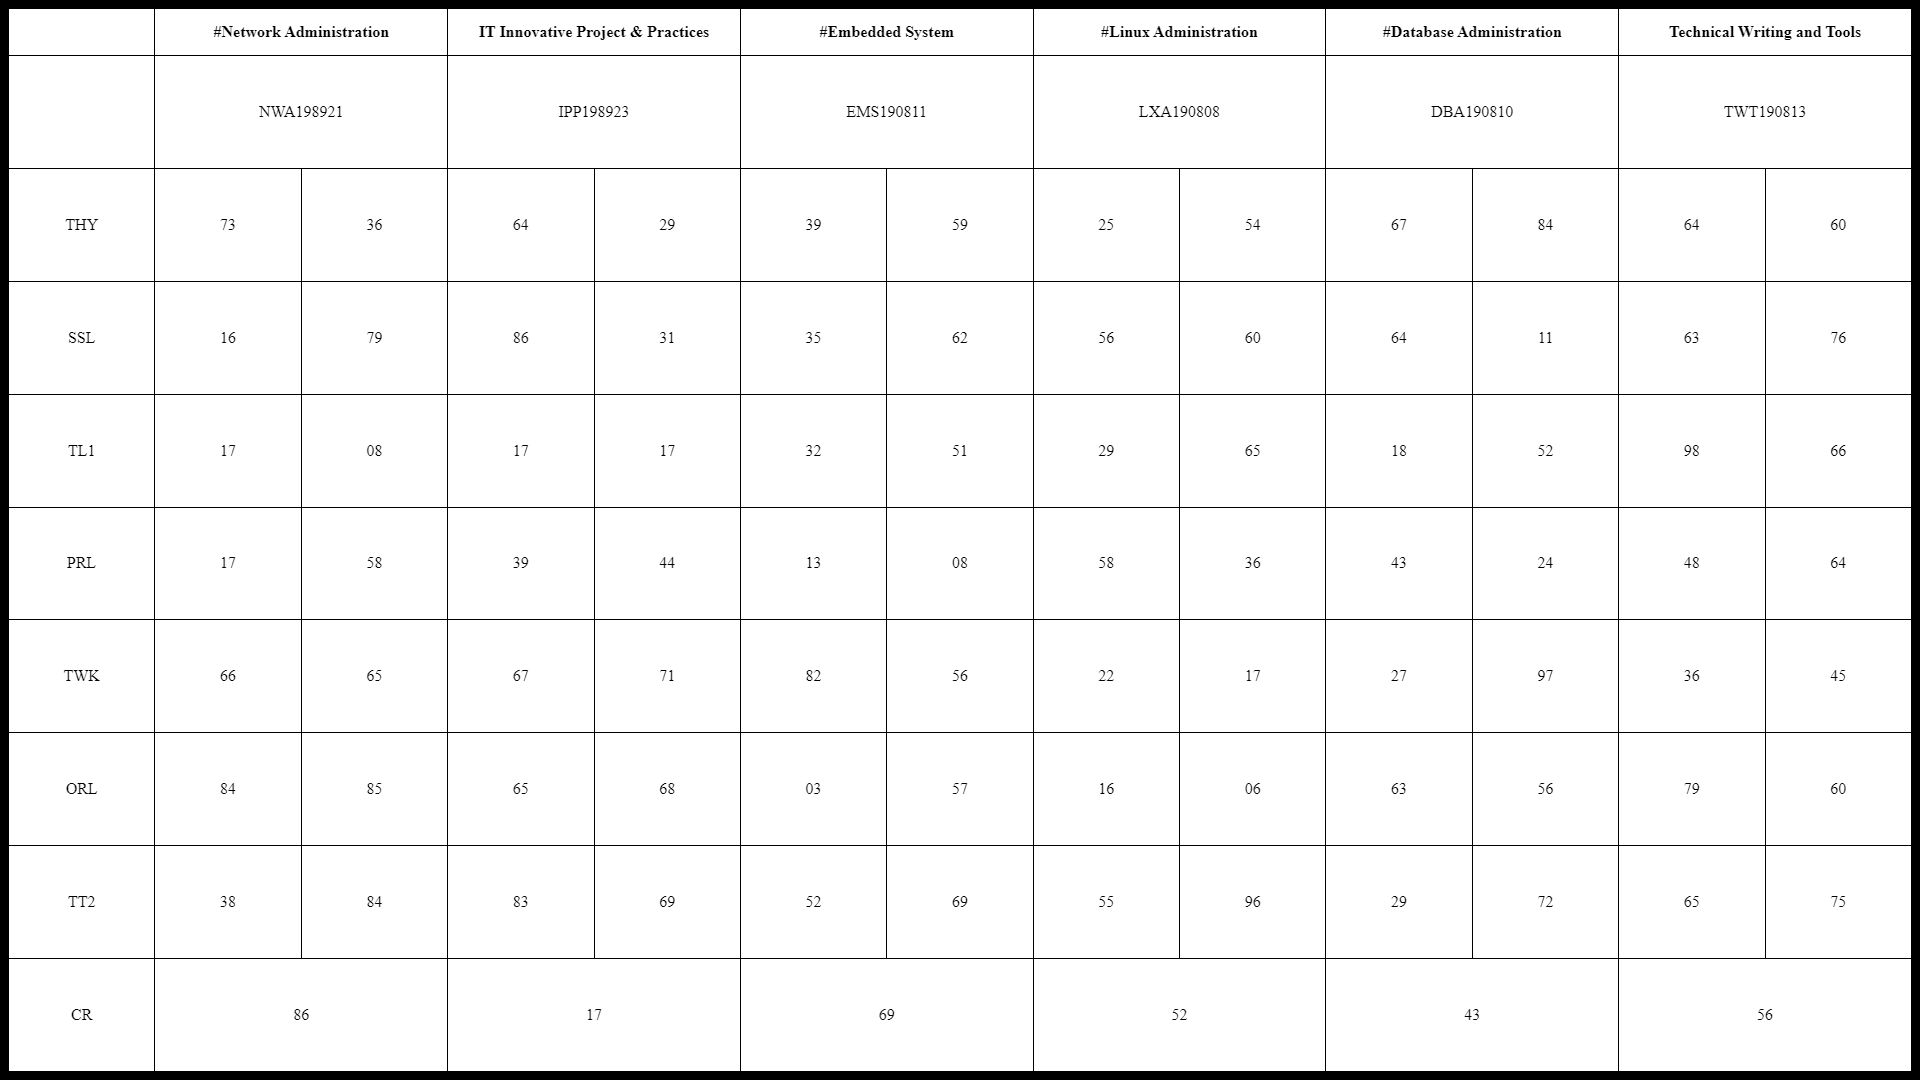 #Network Administration IT Innovative Project & Practices #Embedded System #Linux Administration #Database Administration Technical Writing and Tools
NWA198921 IPP198923 EMS190811 LXA190808 DBA190810 TWT190813
THY 73 36 64 29 39 59 25 54 67 84 64 60
SSL 16 79 86 31 35 62 56 60 64 11 63 76
TL1 17 08 17 17 32 51 29 65 18 52 98 66
PRL 17 58 39 44 13 08 58 36 43 24 48 64
TWK 66 65 67 71 82 56 22 17 27 97 36 45
ORL 84 85 65 68 03 57 16 06 63 56 79 60
TT2 38 84 83 69 52 69 55 96 29 72 65 75
CR 86 17 69 52 43 56